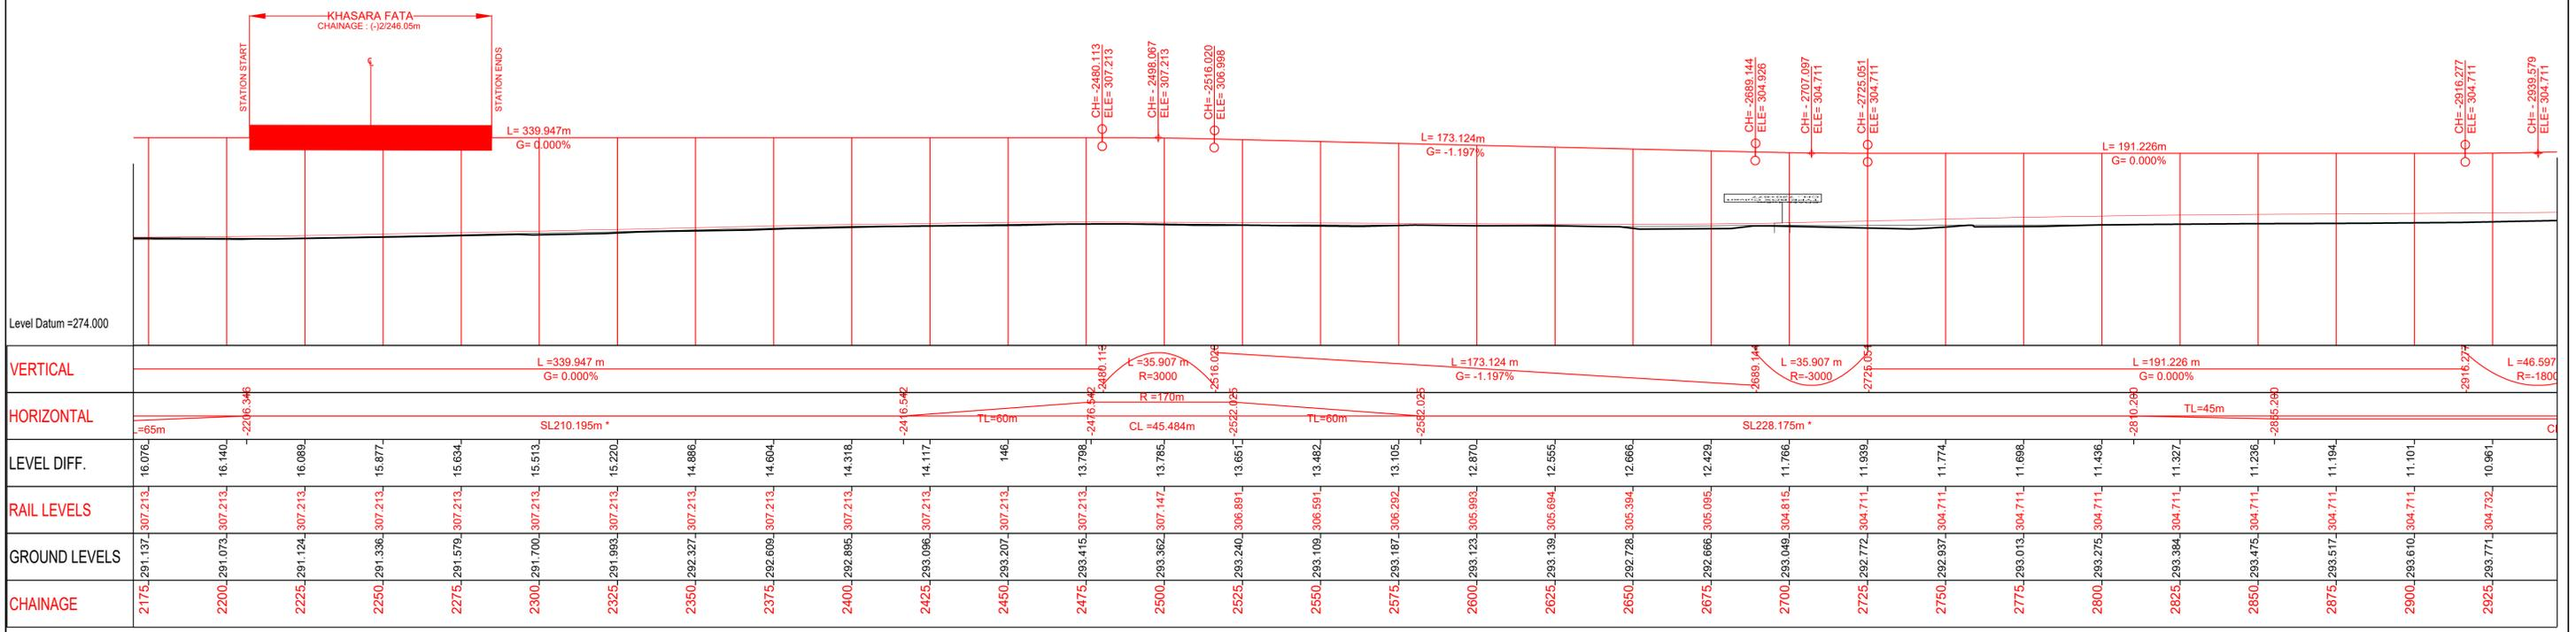 KHASARA FATA
CHAINAGE : (-)2/246.05m
STATION START
STATION ENDS
L= 339.947m
G= 0.000%
CH= -2480.113
ELE= 307.213
CH= - 2498.067
ELE= 307.213
CH= -2516.020
ELE= 306.998
L= 173.124m
G= -1.197%
CH= -2689.144
ELE= 304.926
CH= - 2707.097
ELE= 304.711
CH= -2725.051
ELE= 304.711
L= 191.226m
G= 0.000%
CH= -2916.277
ELE= 304.711
CH= - 2939.579
ELE= 304.711
Level Datum =274.000
VERTICAL
L =339.947 m
G= 0.000%
-2480.113
L =35.907 m
R=3000
-2516.020
L =173.124 m
G= -1.197%
-2689.144
L =35.907 m
R=-3000
-2725.051
L =191.226 m
G= 0.000%
-2916.277
L =46.597
R=-1800
HORIZONTAL
L=65m
-2206.346
SL210.195m *
-2416.542
TL=60m
-2476.542
R =170m
CL =45.484m
-2522.025
TL=60m
-2582.025
SL228.175m *
-2810.200
TL=45m
-2855.200
LEVEL DIFF. 16.076 16.140 16.089 15.877 15.634 15.513 15.220 14.886 14.604 14.318 14.117 146 13.798 13.785 13.651 13.482 13.105 12.870 12.555 12.666 12.429 11.766 11.939 11.774 11.698 11.436 11.327 11.236 11.194 11.101 10.961
RAIL LEVELS 307.213 307.213 307.213 307.213 307.213 307.213 307.213 307.213 307.213 307.213 307.213 307.213 307.213 307.147 306.891 306.591 306.292 305.993 305.694 305.394 305.095 304.815 304.711 304.711 304.711 304.711 304.711 304.711 304.711 304.711 304.732
GROUND LEVELS 291.137 291.073 291.124 291.336 291.579 291.700 291.993 292.327 292.609 292.895 293.096 293.207 293.415 293.362 293.240 293.109 293.187 293.123 293.139 292.728 292.666 293.049 292.772 292.937 293.013 293.275 293.384 293.475 293.517 293.610 293.771
CHAINAGE 2175 2200 2225 2250 2275 2300 2325 2350 2375 2400 2425 2450 2475 2500 2525 2550 2575 2600 2625 2650 2675 2700 2725 2750 2775 2800 2825 2850 2875 2900 2925